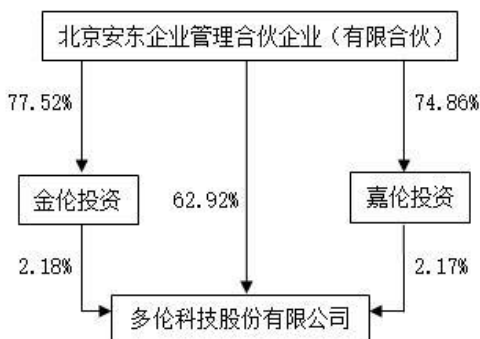 北京安东企业管理合伙企业（有限合伙）
77.52%
74.86%
金伦投资
62.92%
嘉伦投资
2.18%
2.17%
多伦科技股份有限公司